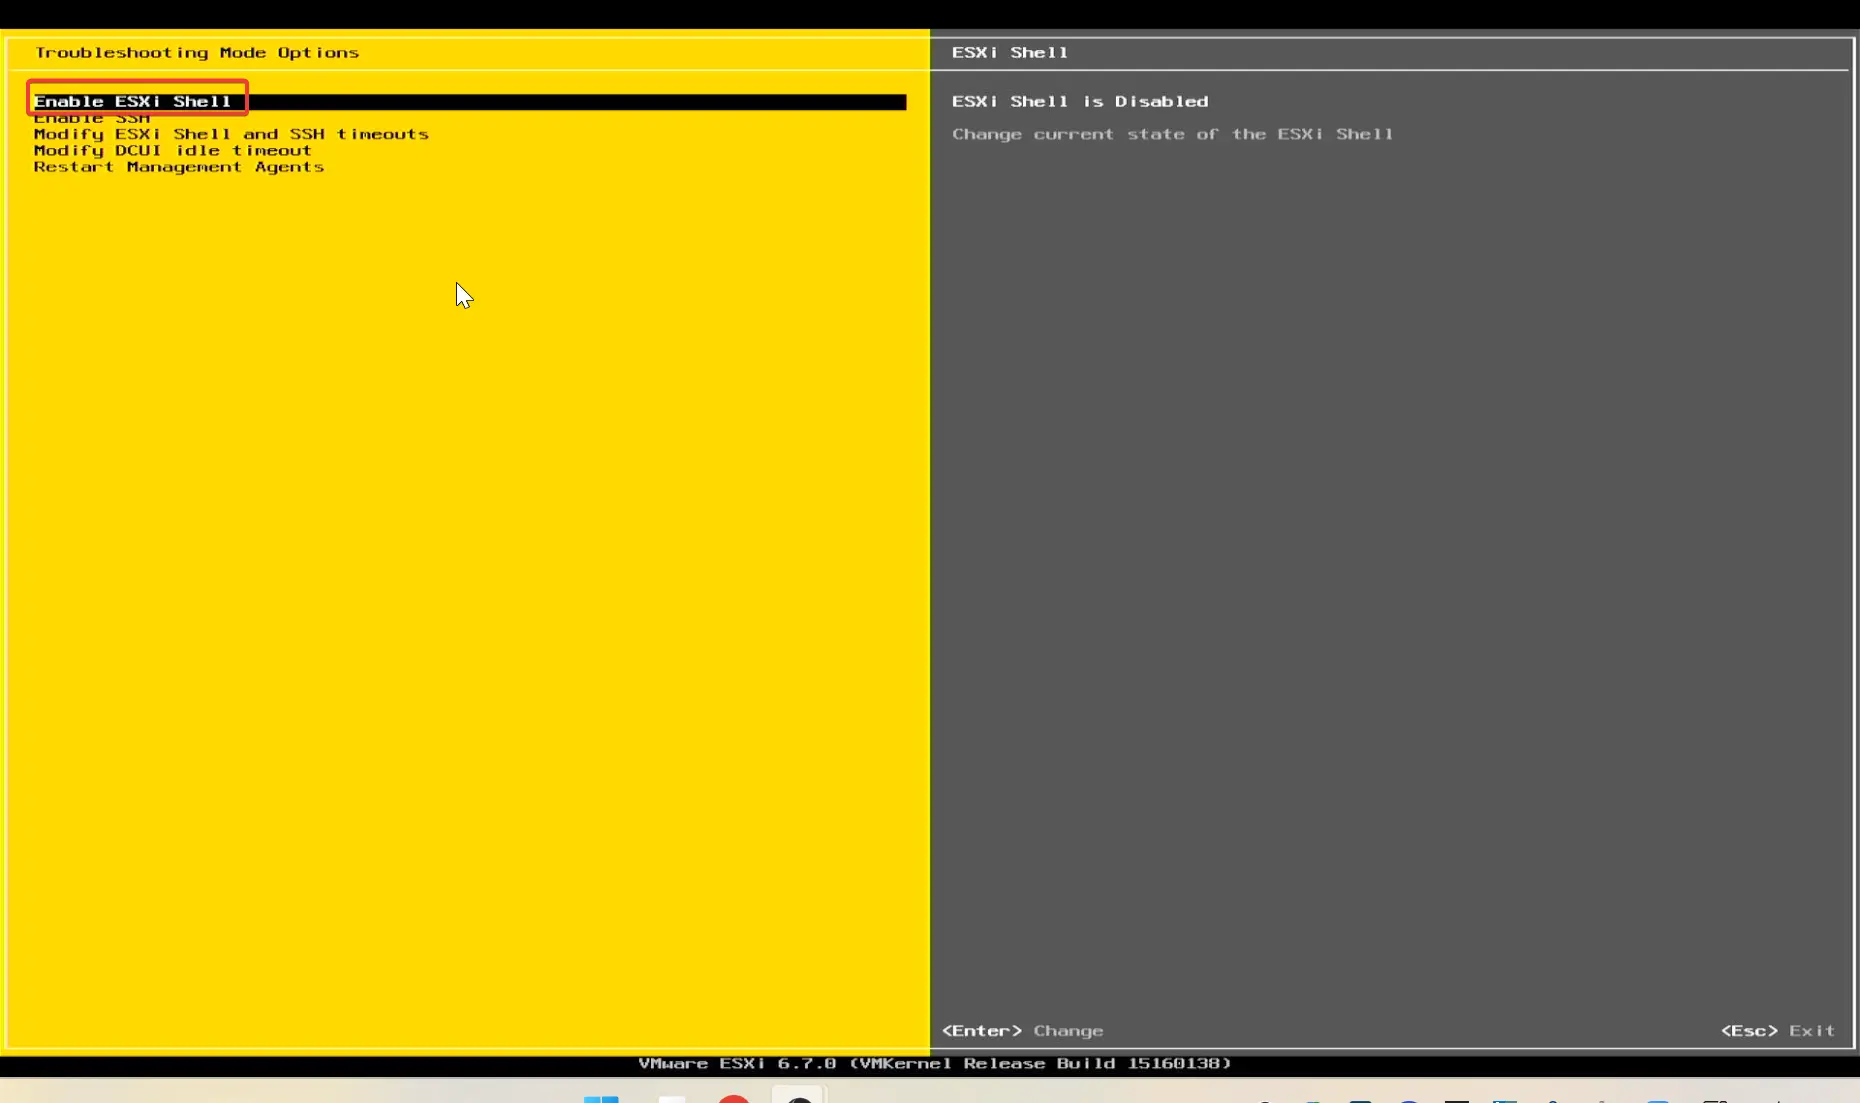 Troubleshooting Mode Options
Enable ESXi Shell
Enable SSH
Modify ESXi Shell and SSH timeouts
Modify DCUI idle timeout
Restart Management Agents
ESXi Shell
ESXi Shell is Disabled
Change current state of the ESXi Shell
<Enter> Change
<Esc> Exit
VMware ESXi 6.7.0 (VMKernel Release Build 15160138)